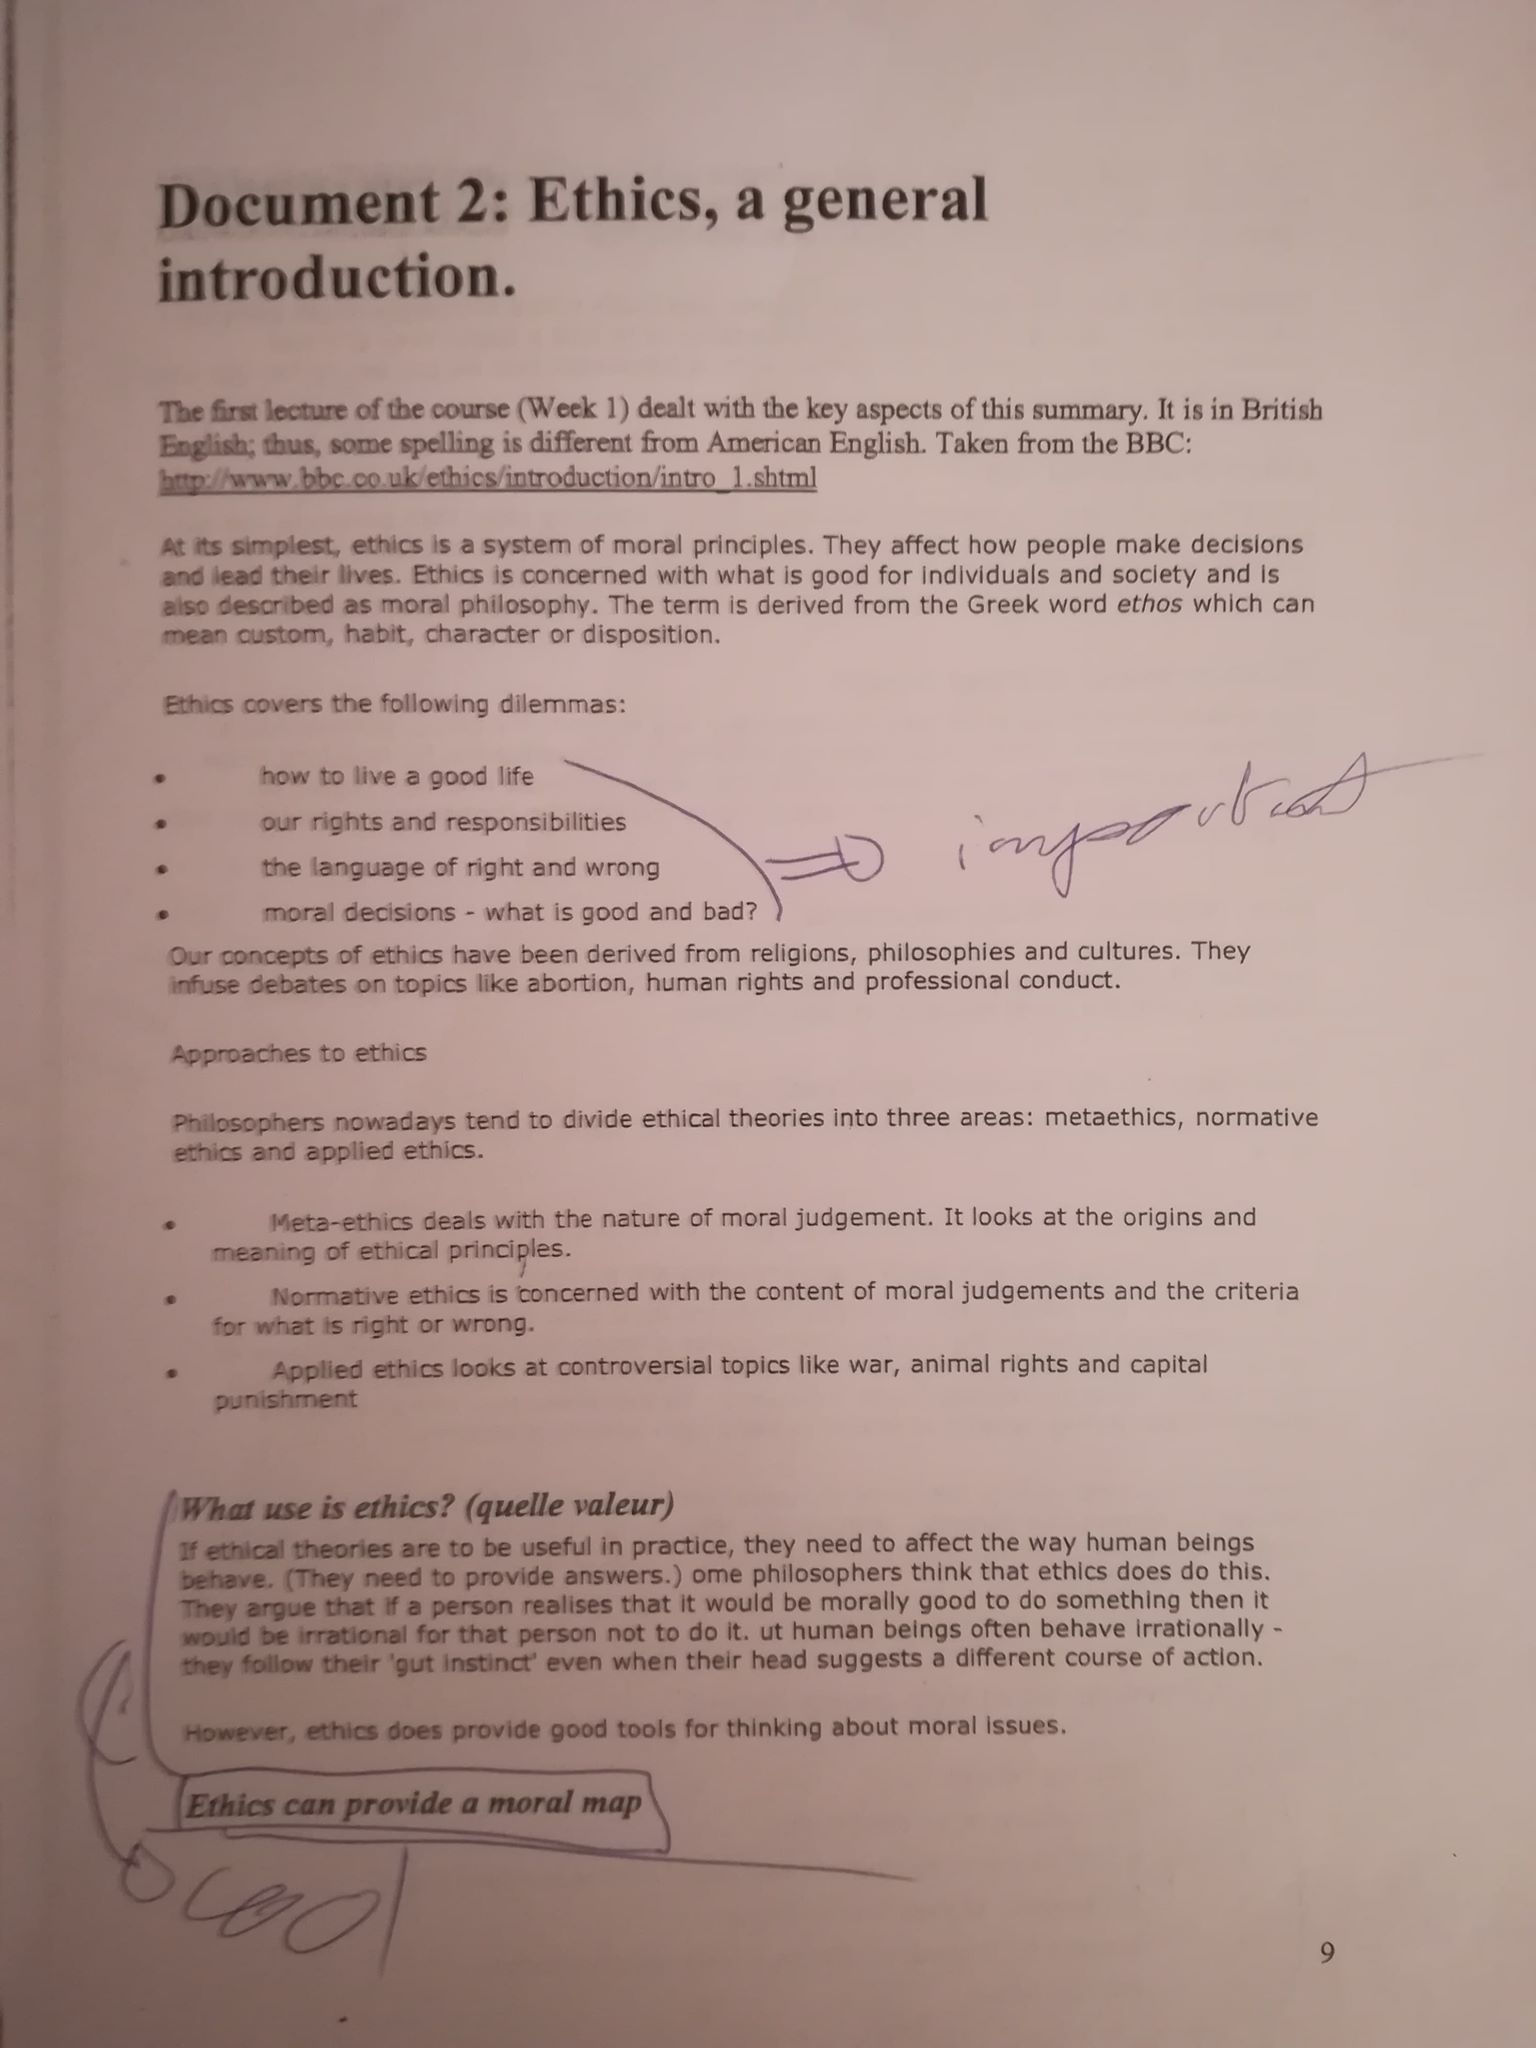 Document 2: Ethics, a general
introduction.
The first lecture of the course (Week 1) dealt with the key aspects of this summary. It is in British
English; thus, some spelling is different from American English. Taken from the BBC:
http://www.bbc.co.uk/ethics/introduction/intro_1.shtml
At its simplest, ethics is a system of moral principles. They affect how people make decisions
and lead their lives. Ethics is concerned with what is good for individuals and society and is
also described as moral philosophy. The term is derived from the Greek word ethos which can
mean custom, habit, character or disposition.
Ethics covers the following dilemmas:
• how to live a good life
• our rights and responsibilities
• the language of right and wrong
• moral decisions - what is good and bad?
important
Our concepts of ethics have been derived from religions, philosophies and cultures. They
infuse debates on topics like abortion, human rights and professional conduct.
Approaches to ethics
Philosophers nowadays tend to divide ethical theories into three areas: metaethics, normative
ethics and applied ethics.
• Meta-ethics deals with the nature of moral judgement. It looks at the origins and
meaning of ethical principles.
• Normative ethics is concerned with the content of moral judgements and the criteria
for what is right or wrong.
• Applied ethics looks at controversial topics like war, animal rights and capital
punishment
What use is ethics? (quelle valeur)
If ethical theories are to be useful in practice, they need to affect the way human beings
behave. (They need to provide answers.) ome philosophers think that ethics does do this.
They argue that if a person realises that it would be morally good to do something then it
would be irrational for that person not to do it. ut human beings often behave irrationally -
they follow their 'gut instinct' even when their head suggests a different course of action.
However, ethics does provide good tools for thinking about moral issues.
Ethics can provide a moral map
cool
9